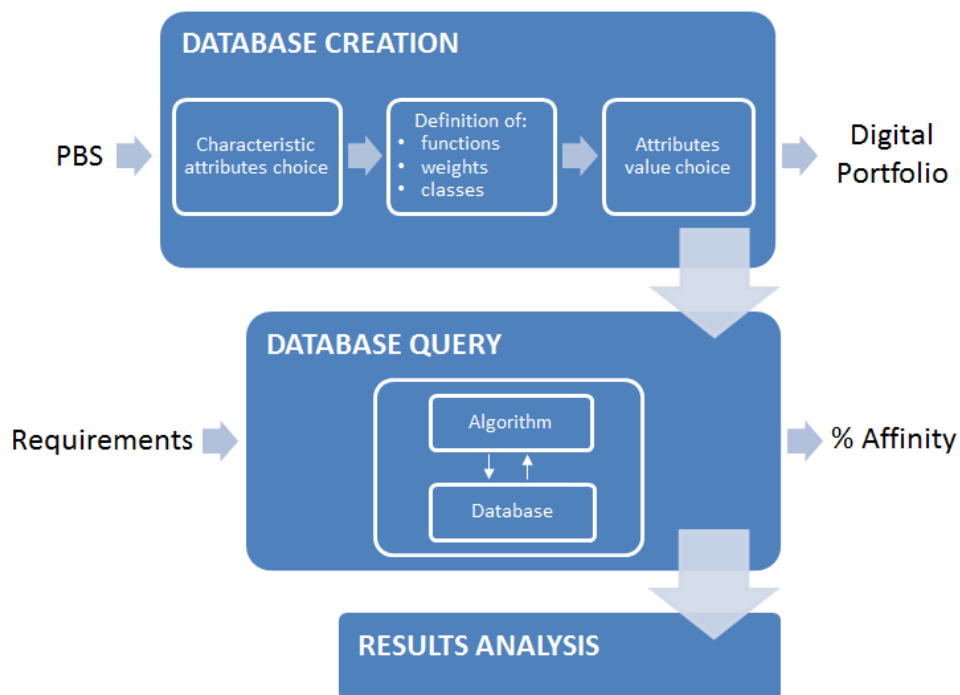 DATABASE CREATION
PBS
Characteristic
attributes choice
Definition of:
• functions
• weights
• classes
Attributes
value choice
Digital
Portfolio
DATABASE QUERY
Requirements
Algorithm
Database
% Affinity
RESULTS ANALYSIS